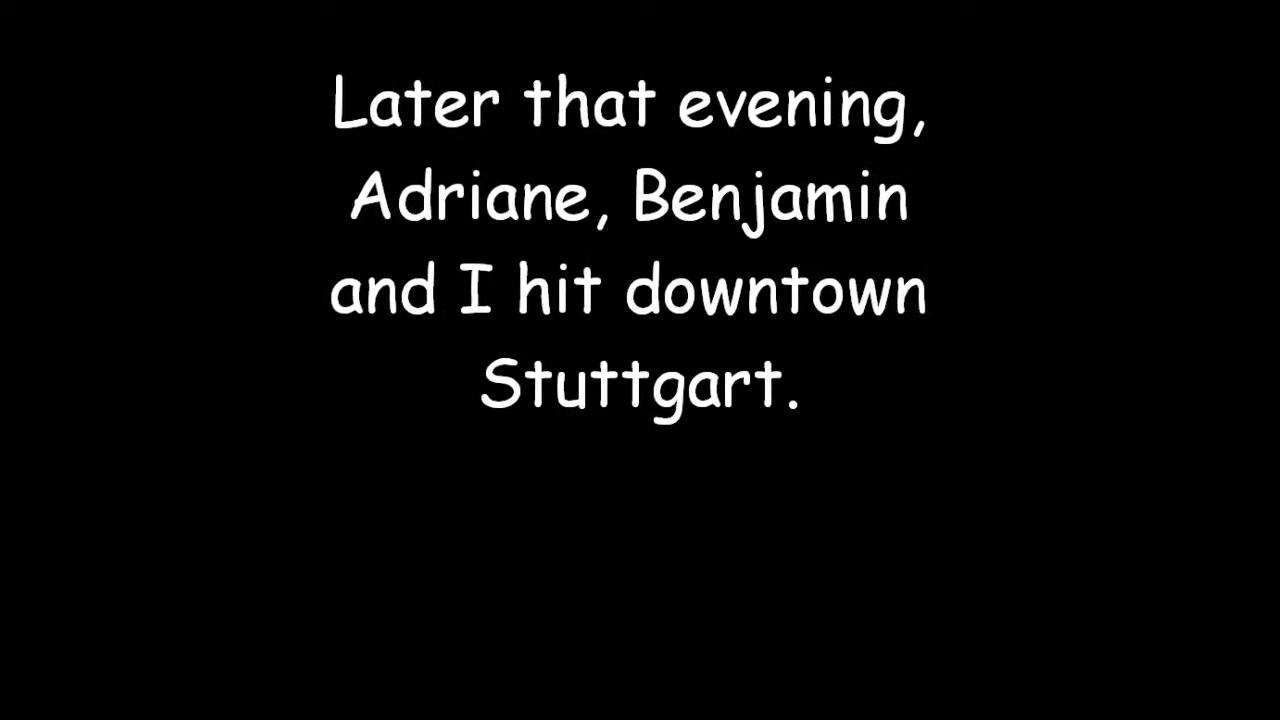 Later that evening,
Adriane, Benjamin
and I hit downtown
Stuttgart.